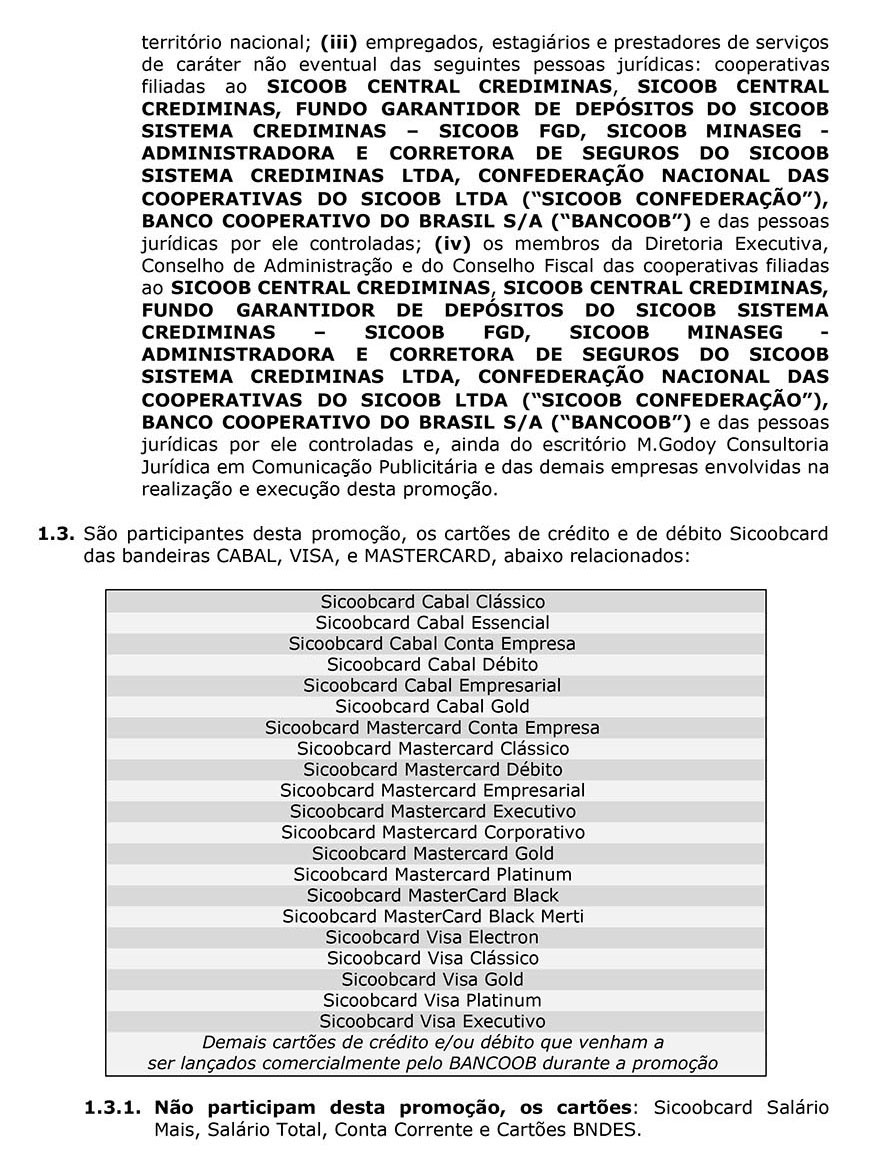 território nacional; (iii) empregados, estagiários e prestadores de serviços
de caráter não eventual das seguintes pessoas jurídicas: cooperativas
filiadas ao SICOOB CENTRAL CREDIMINAS, SICOOB CENTRAL
CREDIMINAS, FUNDO GARANTIDOR DE DEPÓSITOS DO SICOOB
SISTEMA CREDIMINAS – SICOOB FGD, SICOOB MINASEG -
ADMINISTRADORA E CORRETORA DE SEGUROS DO SICOOB
SISTEMA CREDIMINAS LTDA, CONFEDERAÇÃO NACIONAL DAS
COOPERATIVAS DO SICOOB LTDA (“SICOOB CONFEDERAÇÃO”),
BANCO COOPERATIVO DO BRASIL S/A (“BANCOOB”) e das pessoas
jurídicas por ele controladas; (iv) os membros da Diretoria Executiva,
Conselho de Administração e do Conselho Fiscal das cooperativas filiadas
ao SICOOB CENTRAL CREDIMINAS, SICOOB CENTRAL CREDIMINAS,
FUNDO GARANTIDOR DE DEPÓSITOS DO SICOOB SISTEMA
CREDIMINAS – SICOOB FGD, SICOOB MINASEG -
ADMINISTRADORA E CORRETORA DE SEGUROS DO SICOOB
SISTEMA CREDIMINAS LTDA, CONFEDERAÇÃO NACIONAL DAS
COOPERATIVAS DO SICOOB LTDA (“SICOOB CONFEDERAÇÃO”),
BANCO COOPERATIVO DO BRASIL S/A (“BANCOOB”) e das pessoas
jurídicas por ele controladas e, ainda do escritório M.Godoy Consultoria
Jurídica em Comunicação Publicitária e das demais empresas envolvidas na
realização e execução desta promoção.
1.3. São participantes desta promoção, os cartões de crédito e de débito Sicoobcard
das bandeiras CABAL, VISA, e MASTERCARD, abaixo relacionados:
Sicoobcard Cabal Clássico
Sicoobcard Cabal Essencial
Sicoobcard Cabal Conta Empresa
Sicoobcard Cabal Débito
Sicoobcard Cabal Empresarial
Sicoobcard Cabal Gold
Sicoobcard Mastercard Conta Empresa
Sicoobcard Mastercard Clássico
Sicoobcard Mastercard Débito
Sicoobcard Mastercard Empresarial
Sicoobcard Mastercard Executivo
Sicoobcard Mastercard Corporativo
Sicoobcard Mastercard Gold
Sicoobcard Mastercard Platinum
Sicoobcard MasterCard Black
Sicoobcard MasterCard Black Merti
Sicoobcard Visa Electron
Sicoobcard Visa Clássico
Sicoobcard Visa Gold
Sicoobcard Visa Platinum
Sicoobcard Visa Executivo
Demais cartões de crédito e/ou débito que venham a
ser lançados comercialmente pelo BANCOOB durante a promoção
1.3.1. Não participam desta promoção, os cartões: Sicoobcard Salário
Mais, Salário Total, Conta Corrente e Cartões BNDES.